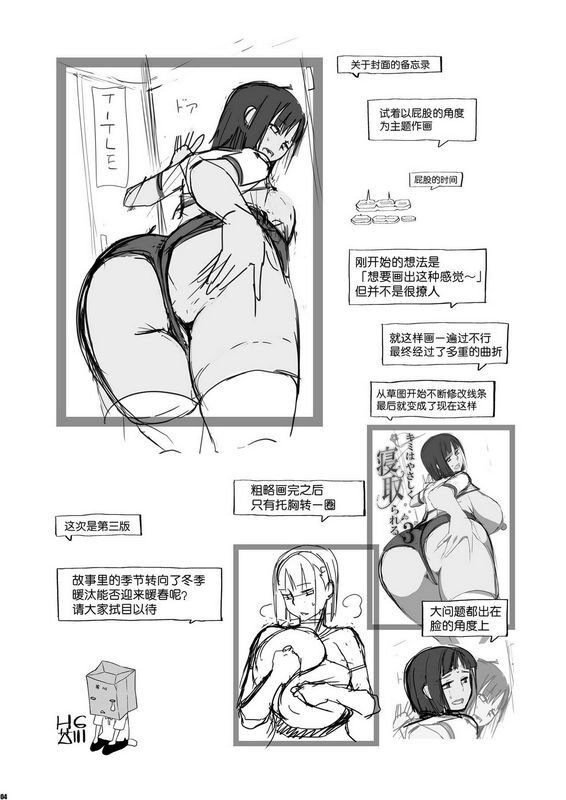 关于封面的备忘录
TITLE
ドア
试着以屁股的角度
为主题作画
屁股的时间
刚开始的想法是
「想要画出这种感觉～」
但并不是很撩人
就这样画一遍过不行
最终经过了多重的曲折
从草图开始不断修改线条
最后就变成了现在这样
キミはやさしく
寝取られる
3
粗略画完之后
只有托胸转一圈
这次是第三版
故事里的季节转向了冬季
暖汰能否迎来暖春呢?
请大家拭目以待
大问题都出在
脸的角度上
04